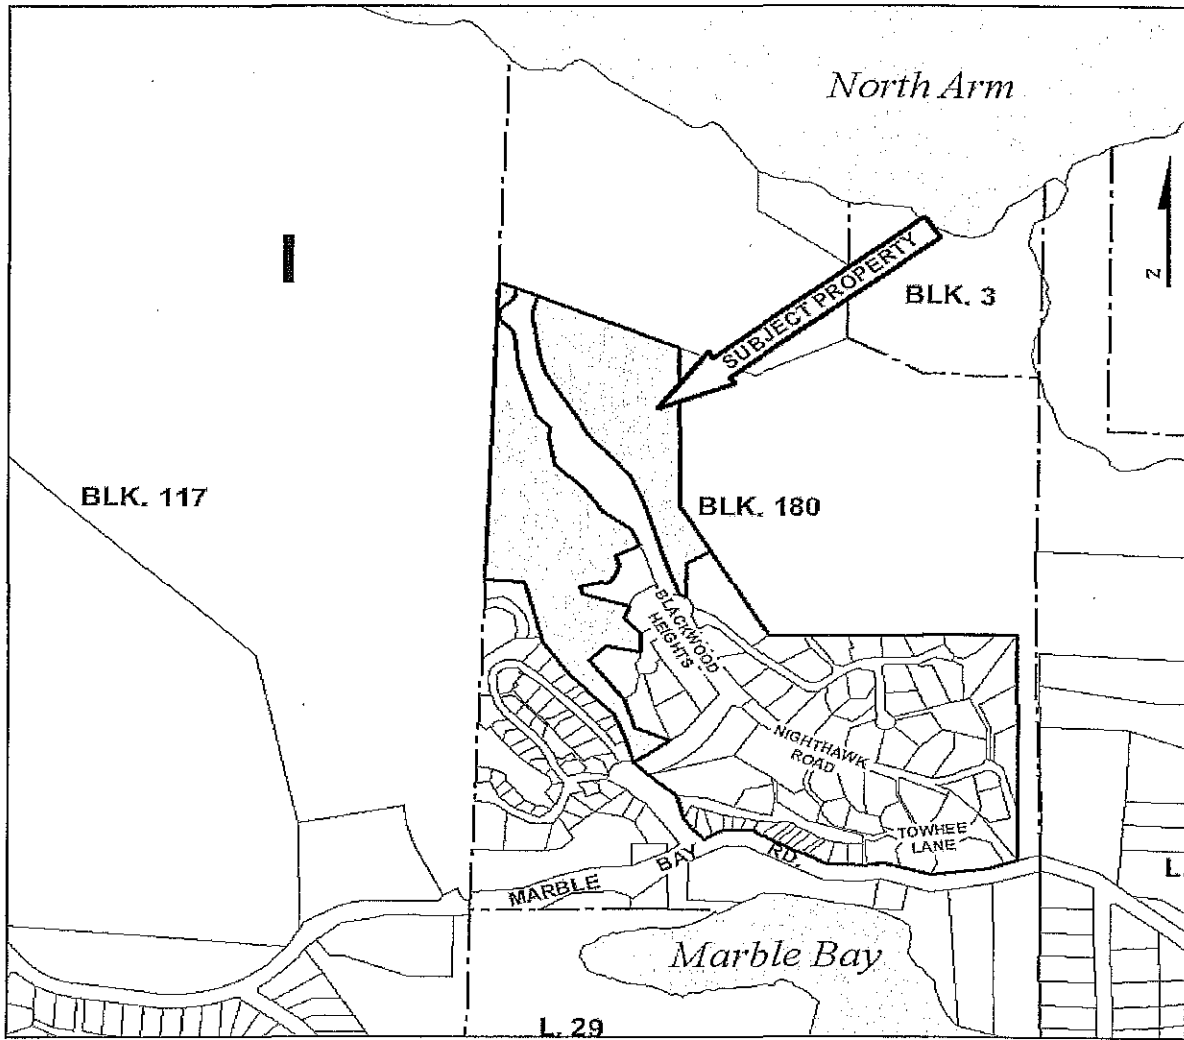 North Arm
SUBJECT PROPERTY
BLK. 3
Z
BLK. 117
BLK. 180
BLACKWOOD
HEIGHTS
NIGHTHAWK
ROAD
TOWHEE
LANE
MARBLE BAY RD.
L.
Marble Bay
L. 29